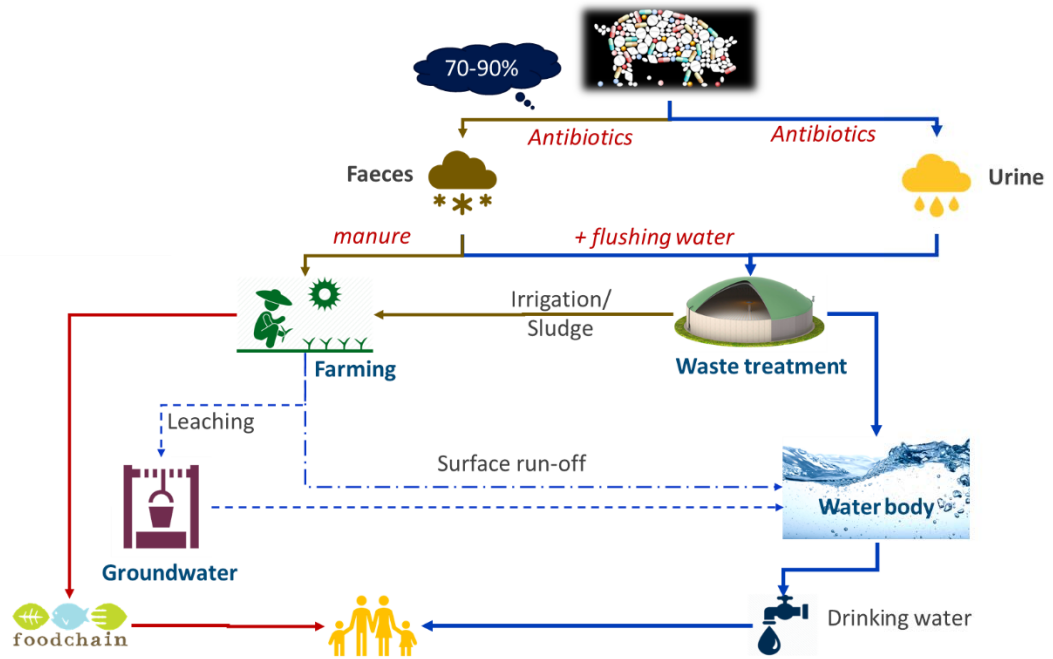 70-90%
Antibiotics
Antibiotics
Faeces
Urine
manure
+ flushing water
Irrigation/
Sludge
Farming
Waste treatment
Leaching
Surface run-off
Water body
Groundwater
foodchain
Drinking water